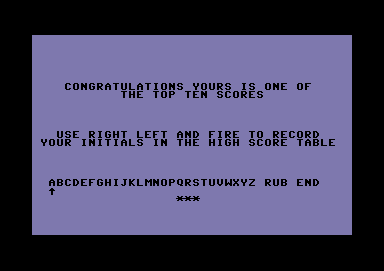 CONGRATULATIONS YOURS IS ONE OF
THE TOP TEN SCORES
USE RIGHT LEFT AND FIRE TO RECORD
YOUR INITIALS IN THE HIGH SCORE TABLE
ABCDEFGHIJKLMNOPQRSTUVWXYZ RUB END
↑
***